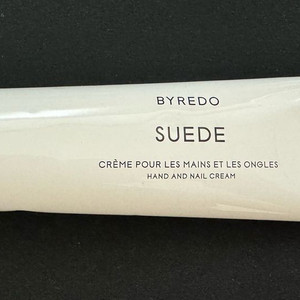 BYREDO
SUEDE
CRÈME POUR LES MAINS ET LES ONGLES
HAND AND NAIL CREAM